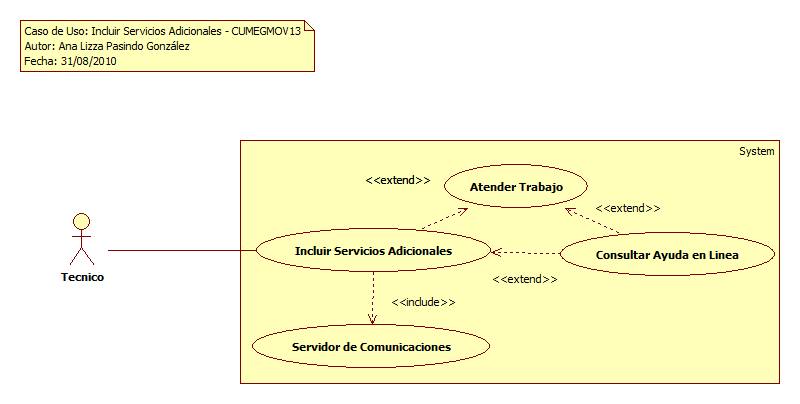 Caso de Uso: Incluir Servicios Adicionales - CUMEGMOV13
Autor: Ana Lizza Pasindo González
Fecha: 31/08/2010
System
<<extend>>
Atender Trabajo
<<extend>>
Incluir Servicios Adicionales
Consultar Ayuda en Linea
Tecnico
<<extend>>
<<include>>
Servidor de Comunicaciones